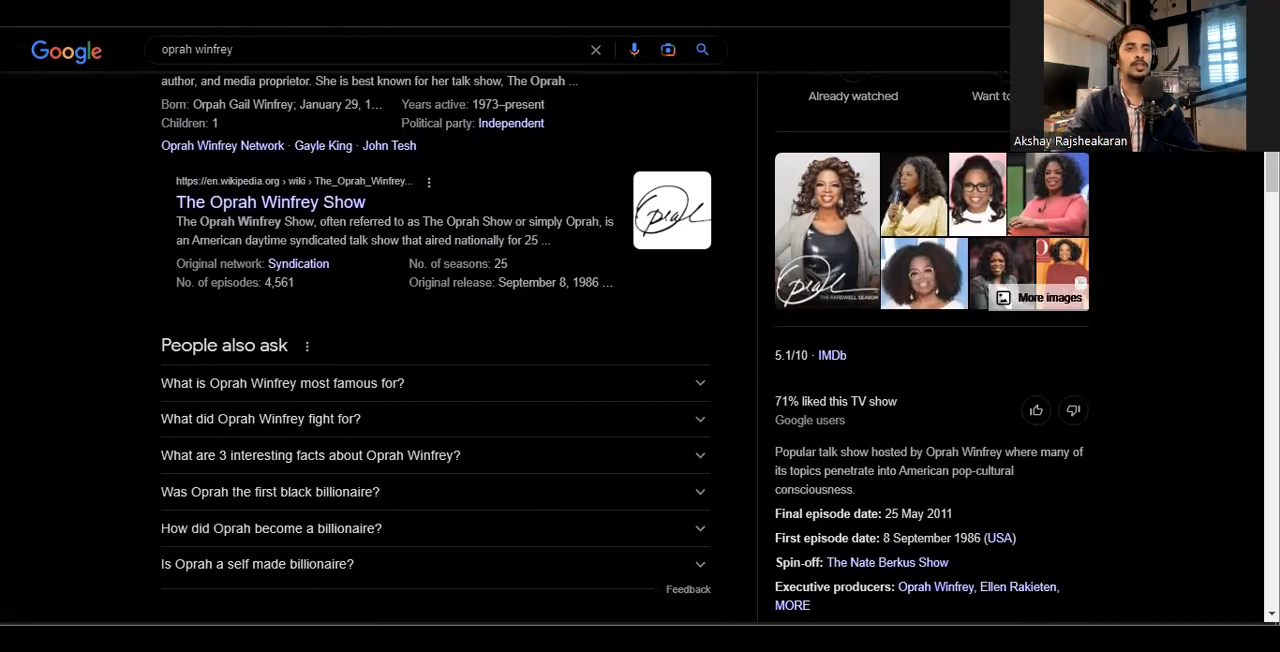 Google
oprah winfrey
author, and media proprietor. She is best known for her talk show, The Oprah ...
Born: Orpah Gail Winfrey; January 29, 1...
Years active: 1973–present
Children: 1
Political party: Independent
Oprah Winfrey Network · Gayle King · John Tesh
https://en.wikipedia.org › wiki › The_Oprah_Winfrey...
The Oprah Winfrey Show
The Oprah Winfrey Show, often referred to as The Oprah Show or simply Oprah, is
an American daytime syndicated talk show that aired nationally for 25 ...
Original network: Syndication
No. of seasons: 25
No. of episodes: 4,561
Original release: September 8, 1986 ...
Oprah
People also ask
What is Oprah Winfrey most famous for?
What did Oprah Winfrey fight for?
What are 3 interesting facts about Oprah Winfrey?
Was Oprah the first black billionaire?
How did Oprah become a billionaire?
Is Oprah a self made billionaire?
Feedback
Akshay Rajsheakaran
Already watched
Want to
Oprah
THE FAREWELL SEASON
O
More images
5.1/10 · IMDb
71% liked this TV show
Google users
Popular talk show hosted by Oprah Winfrey where many of
its topics penetrate into American pop-cultural
consciousness.
Final episode date: 25 May 2011
First episode date: 8 September 1986 (USA)
Spin-off: The Nate Berkus Show
Executive producers: Oprah Winfrey, Ellen Rakieten,
MORE